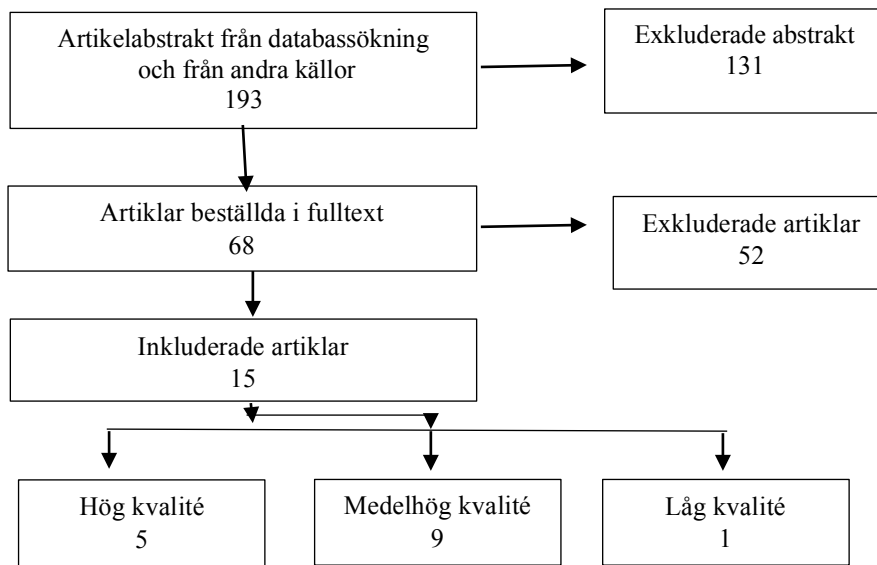 Artikelabstrakt från databassökning
och från andra källor
193
Exkluderade abstrakt
131
Artiklar beställda i fulltext
68
Exkluderade artiklar
52
Inkluderade artiklar
15
Hög kvalité
5
Medelhög kvalité
9
Låg kvalité
1